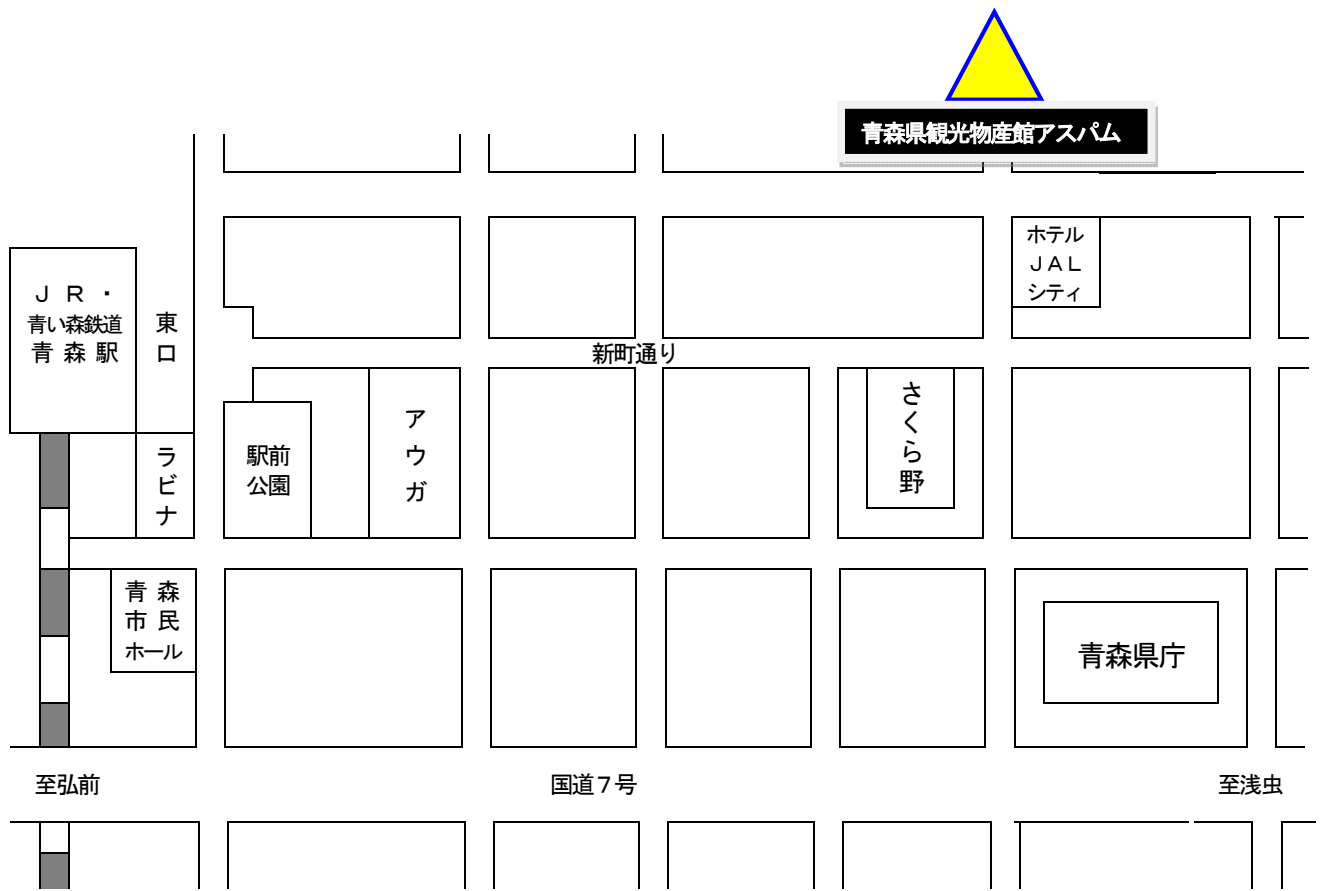 青森県観光物産館アスパム
ホテル
ＪＡＬ
シティ
ＪＲ・
青い森鉄道
青森駅
東口
新町通り
ラビナ
駅前
公園
アウガ
さくら野
青森
市民
ホール
青森県庁
至弘前
国道７号
至浅虫